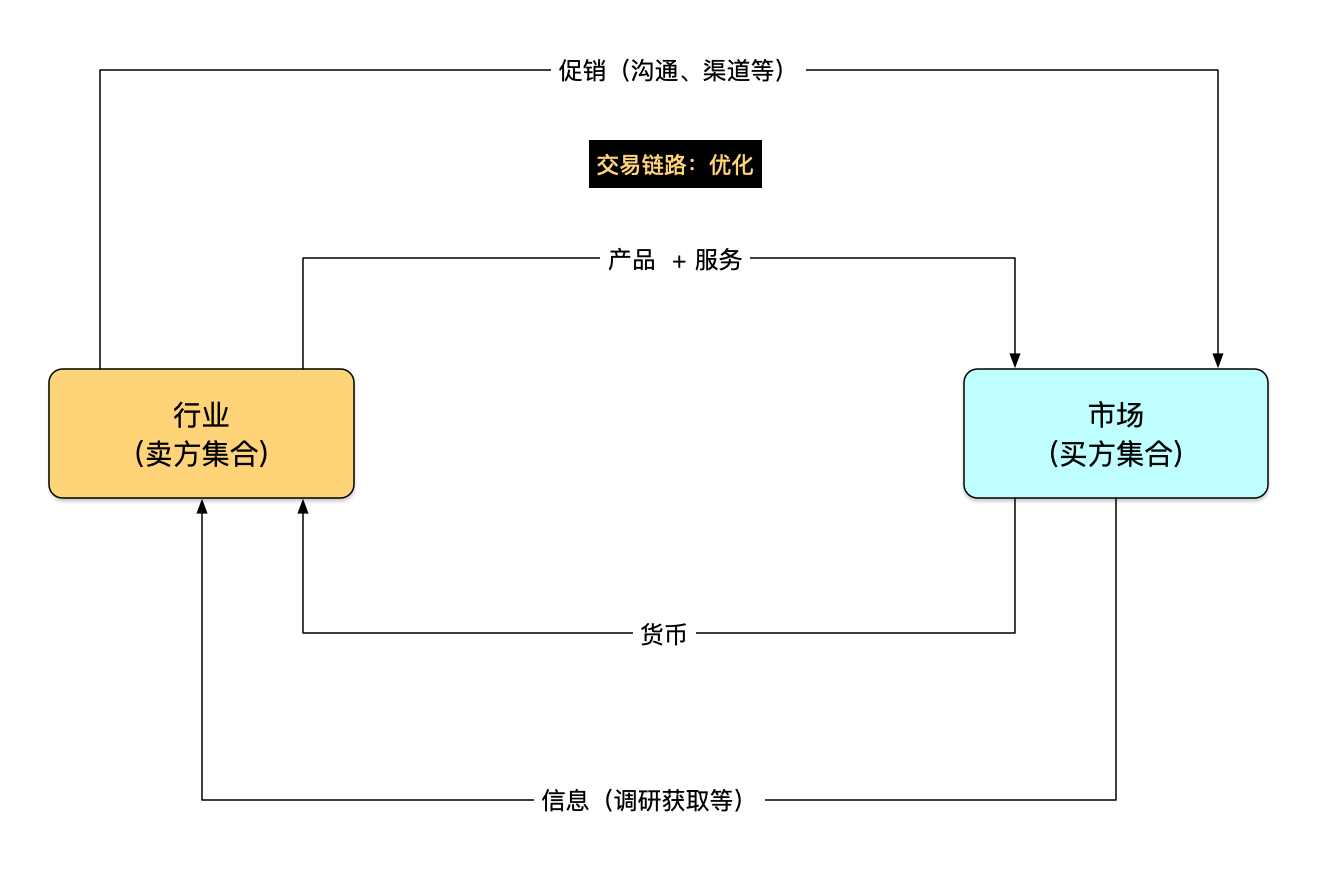 促销（沟通、渠道等）
交易链路：优化
产品 + 服务
行业
（卖方集合）
市场
（买方集合）
货币
信息（调研获取等）